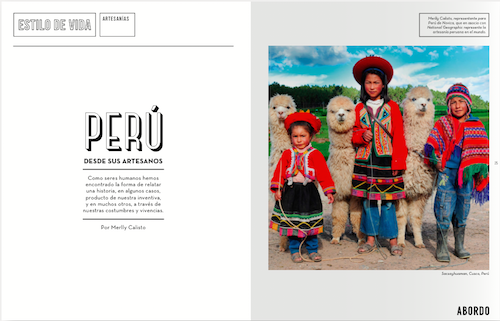 ESTILO DE VIDA
ARTESANÍAS
PERÚ
DESDE SUS ARTESANOS
Como seres humanos hemos
encontrado la forma de relatar
una historia, en algunos casos,
producto de nuestra inventiva,
y en muchos otros, a través de
nuestras costumbres y vivencias.
Por Merlly Calisto
Merlly Calisto, representante para
Perú de Novica, que en asocio con
National Geographic representa la
artesanía peruana en el mundo.
Sacsayhuaman, Cusco, Perú
ABORDO